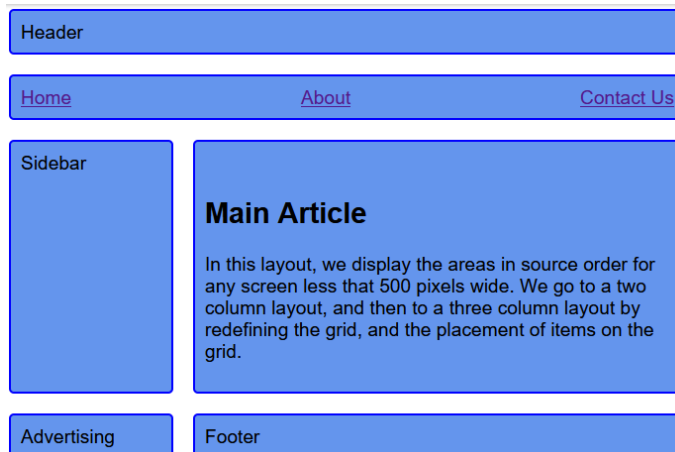 Header
Home About Contact Us
Sidebar
Main Article
In this layout, we display the areas in source order for
any screen less that 500 pixels wide. We go to a two
column layout, and then to a three column layout by
redefining the grid, and the placement of items on the
grid.
Advertising
Footer